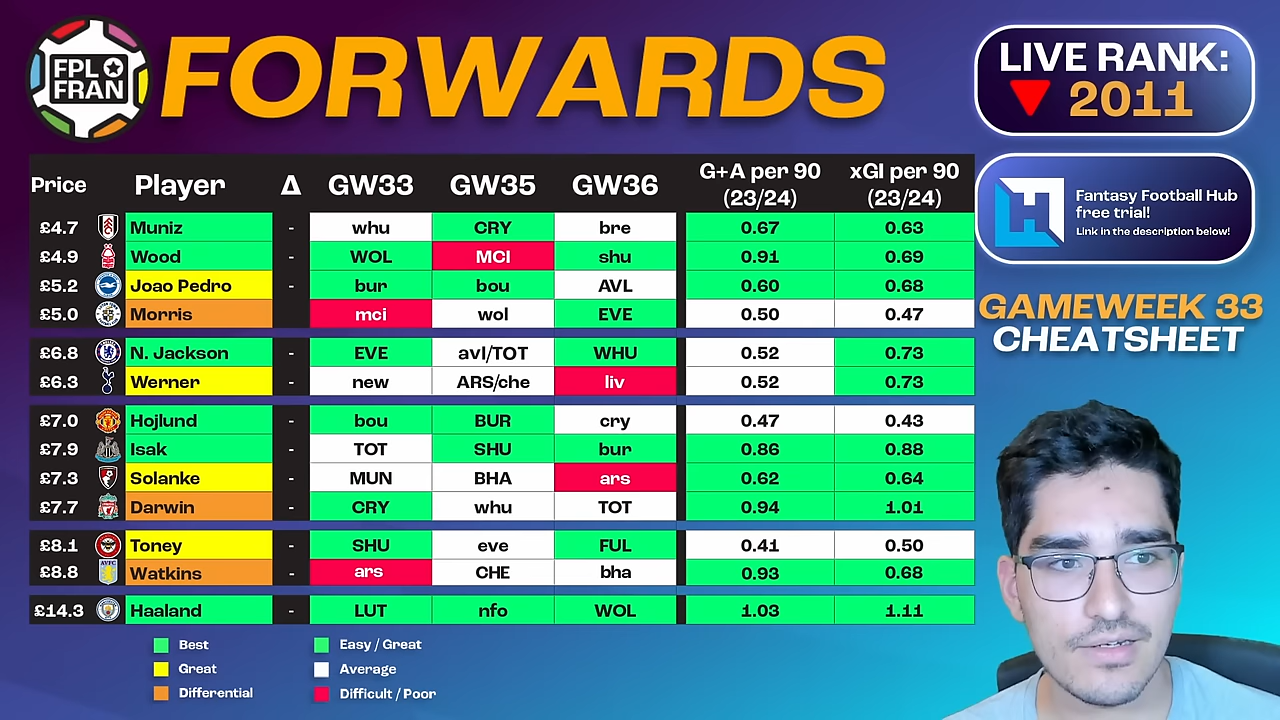 FPL
FRAN
FORWARDS
LIVE RANK:
2011
Fantasy Football Hub
free trial!
Link in the description below!
GAMEWEEK 33
CHEATSHEET
Price Player Δ GW33 GW35 GW36 G+A per 90 (23/24) xGI per 90 (23/24)
£4.7 Muniz - whu CRY bre 0.67 0.63
£4.9 Wood - WOL MCI shu 0.91 0.69
£5.2 Joao Pedro - bur bou AVL 0.60 0.68
£5.0 Morris - mci wol EVE 0.50 0.47
£6.8 N. Jackson - EVE avl/TOT WHU 0.52 0.73
£6.3 Werner - new ARS/che liv 0.52 0.73
£7.0 Hojlund - bou BUR cry 0.47 0.43
£7.9 Isak - TOT SHU bur 0.86 0.88
£7.3 Solanke - MUN BHA ars 0.62 0.64
£7.7 Darwin - CRY whu TOT 0.94 1.01
£8.1 Toney - SHU eve FUL 0.41 0.50
£8.8 AVFC Watkins - ars CHE bha 0.93 0.68
£14.3 Haaland - LUT nfo WOL 1.03 1.11
Best Easy / Great
Great Average
Differential Difficult / Poor